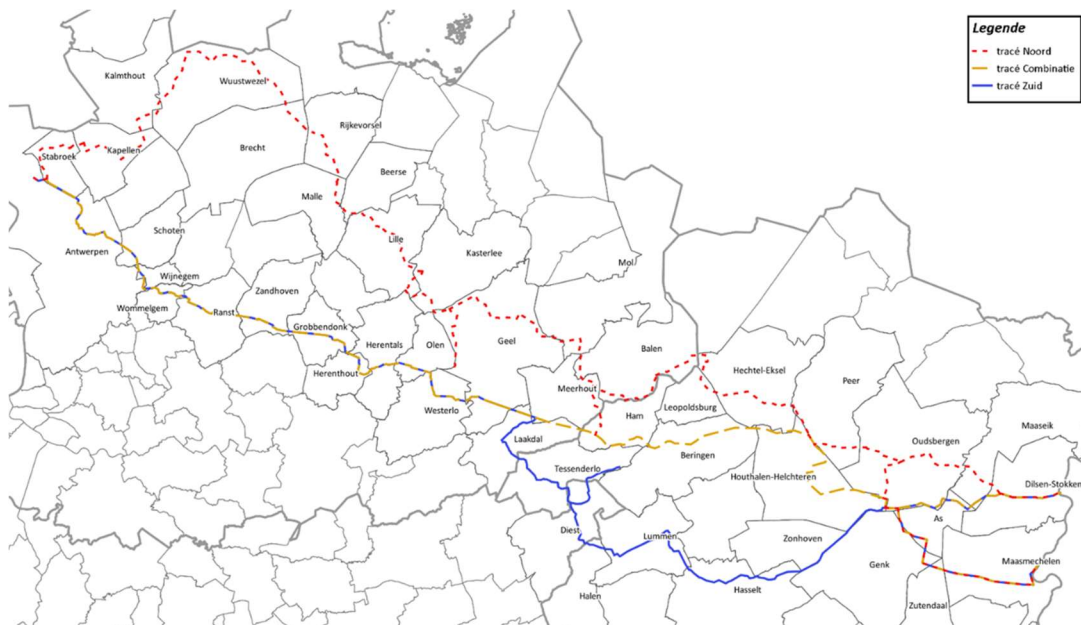 Legende
tracé Noord
tracé Combinatie
tracé Zuid
Kalmthout
Wuustwezel
Rijkevorsel
Stabroek
Kapellen
Brecht
Beerse
Malle
Schoten
Lille
Antwerpen
Kasterlee
Mol
Wijnegem
Zandhoven
Wommelgem
Ranst
Grobbendonk
Herentals
Olen
Geel
Balen
Herenthout
Hechtel-Eksel
Peer
Meerhout
Westerlo
Ham
Leopoldsburg
Maaseik
Laakdal
Oudsbergen
Beringen
Tessenderlo
Houthalen-Helchteren
Dilsen-Stokkem
As
Diest
Lummen
Zonhoven
Genk
Maasmechelen
Halen
Hasselt
Zutendaal